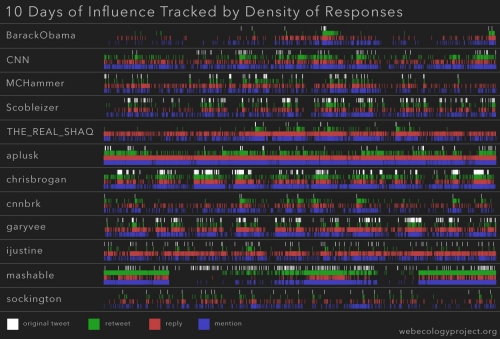 10 Days of Influence Tracked by Density of Responses
BarackObama
CNN
MCHammer
Scobleizer
THE_REAL_SHAQ
aplusk
chrisbrogan
cnnbrk
garyvee
ijustine
mashable
sockington
original tweet retweet reply mention
webecologyproject.org